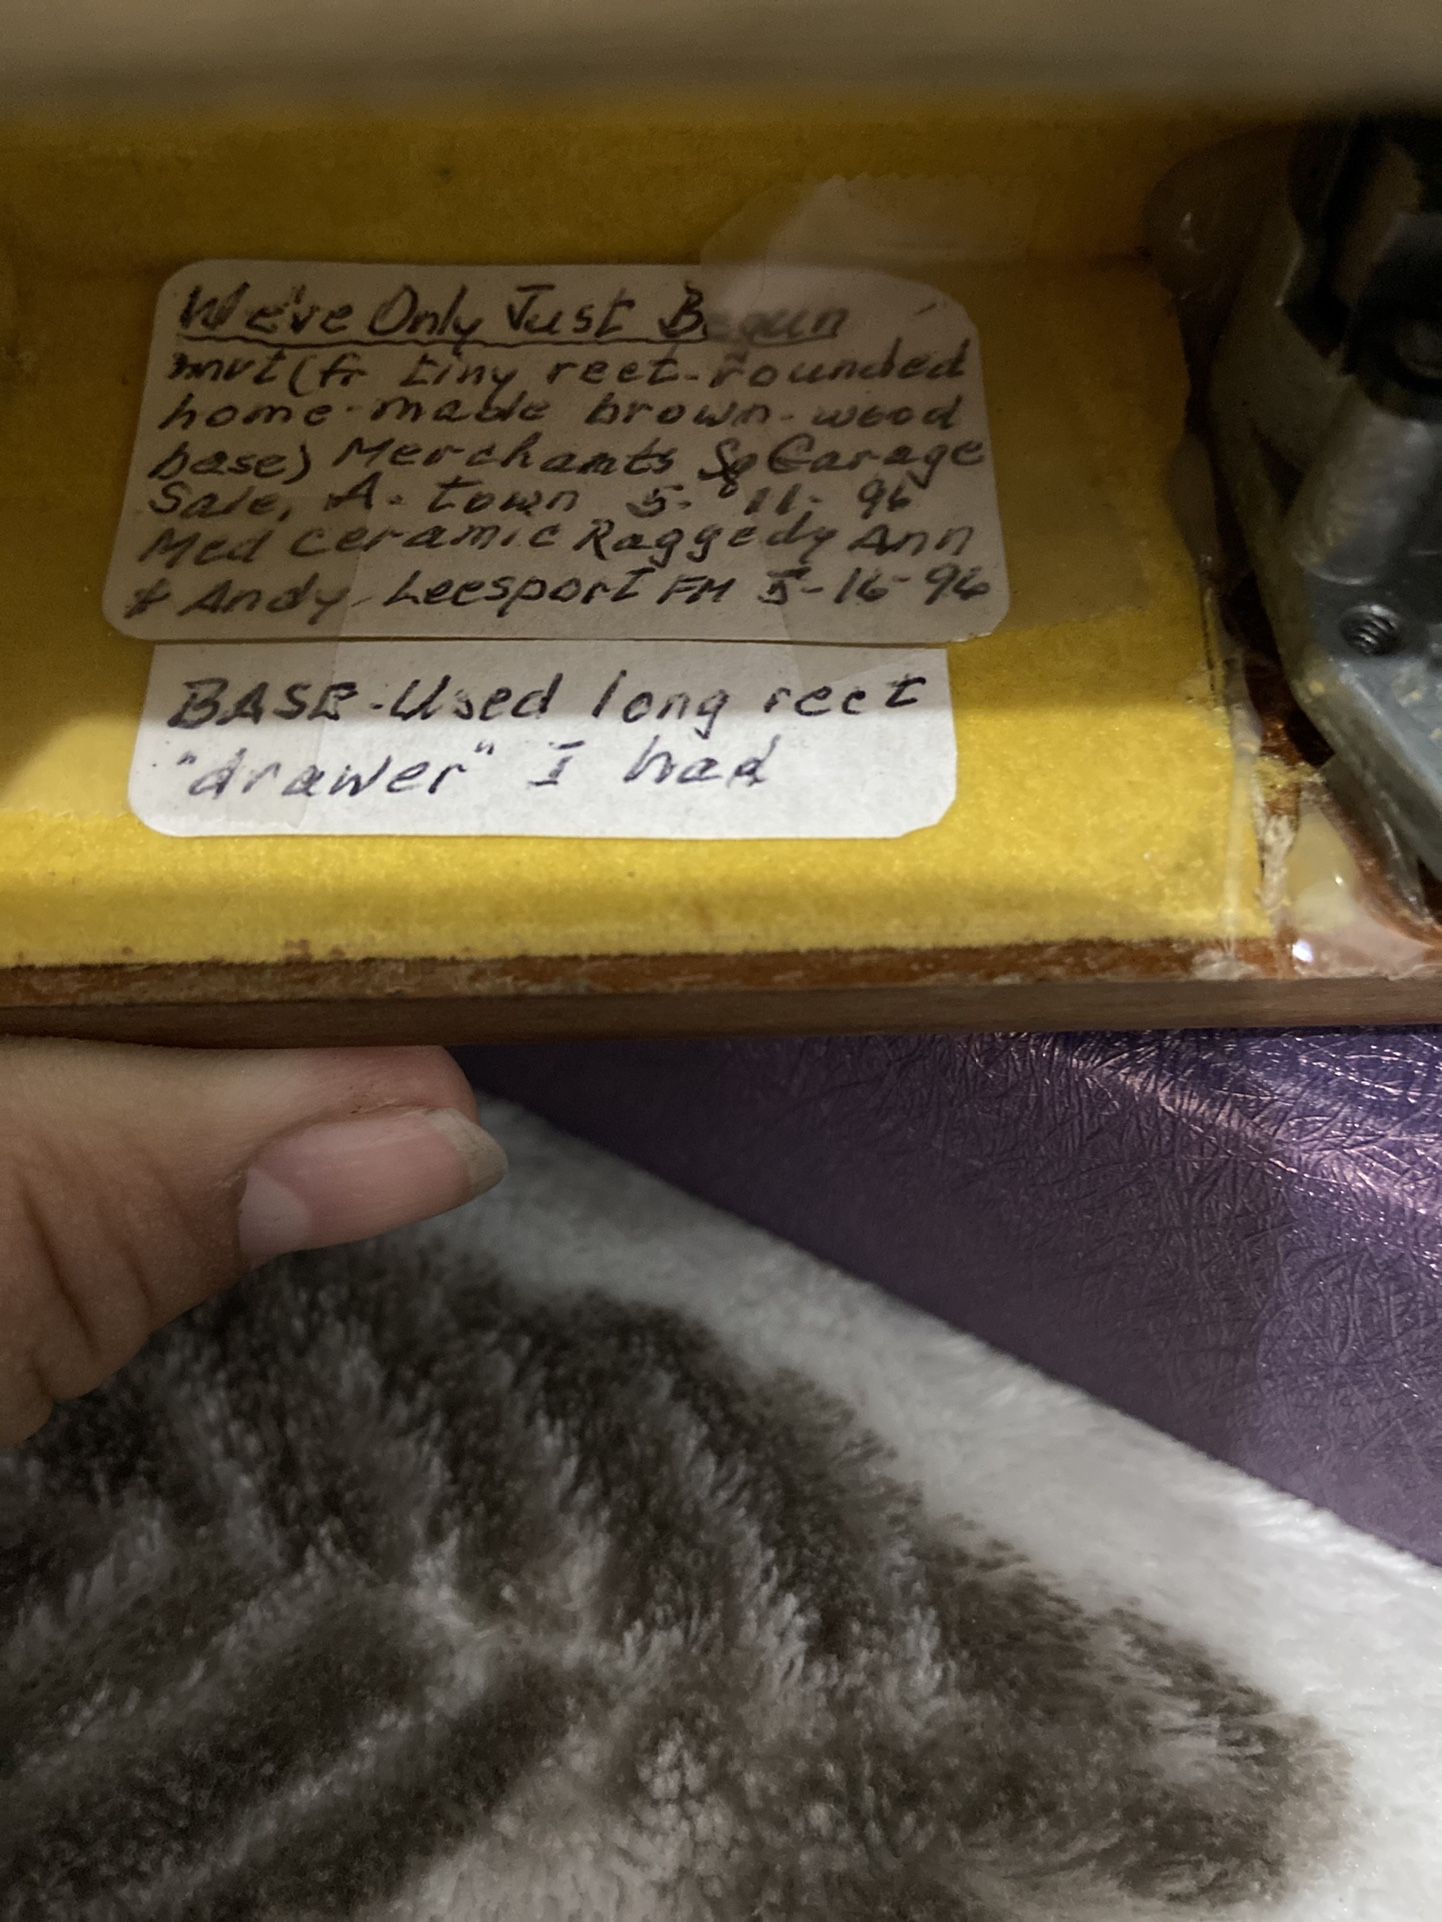 We've Only Just Begun
mvt (fr tiny rect-rounded
home-made brown-wood
base) Merchants Sq Garage
Sale, A-town 5-11-96
Med ceramic Raggedy Ann
& Andy - Leesport FM 5-16-96
BASE-Used long rect
"drawer" I had